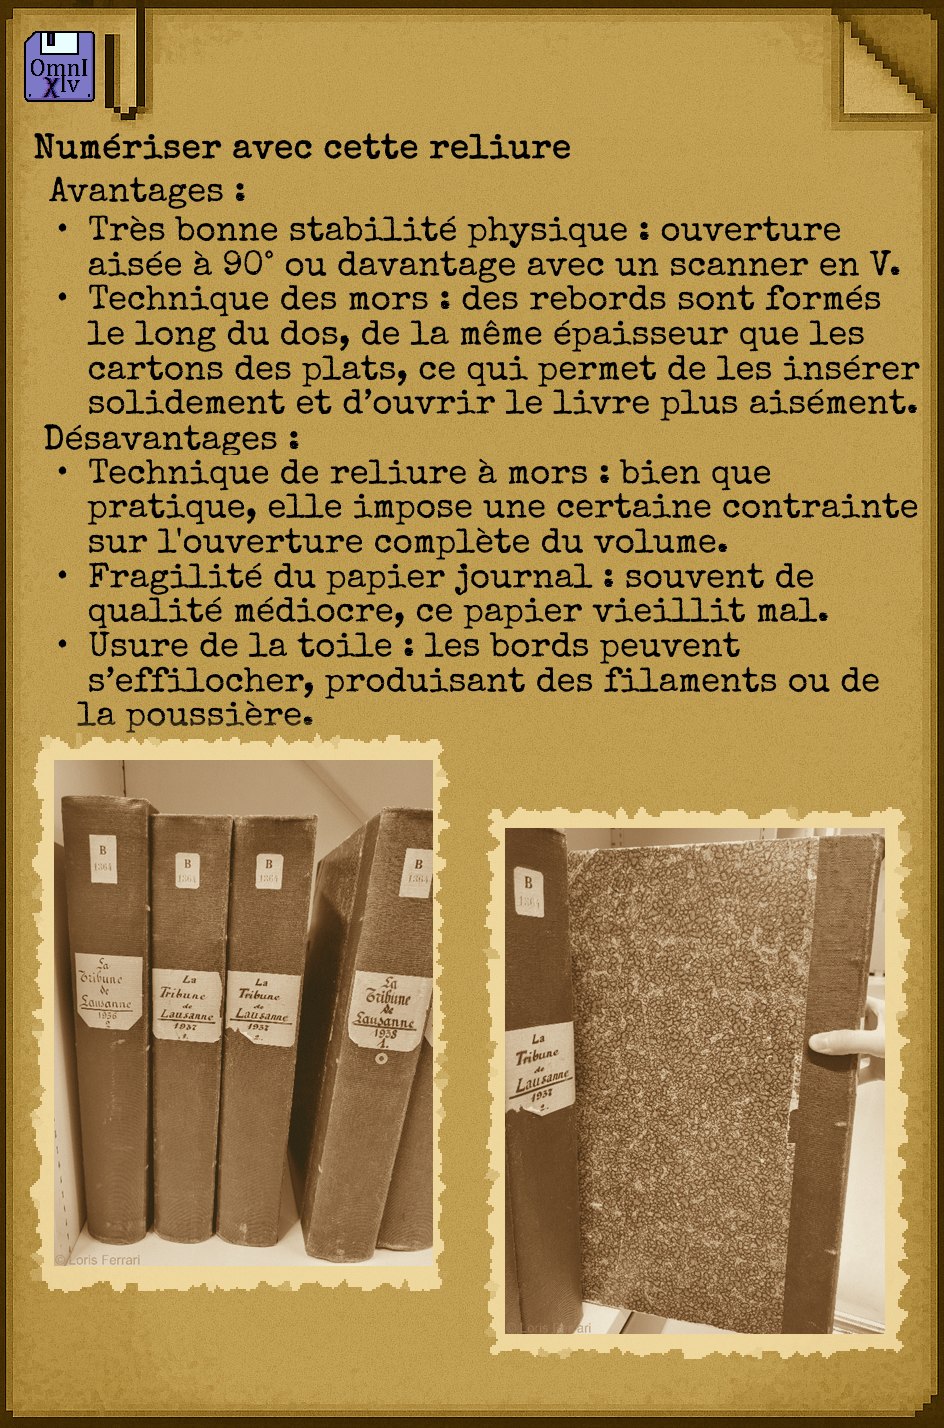 OmnI
χIv
Numériser avec cette reliure
Avantages :
• Très bonne stabilité physique : ouverture
aisée à 90° ou davantage avec un scanner en V.
• Technique des mors : des rebords sont formés
le long du dos, de la même épaisseur que les
cartons des plats, ce qui permet de les insérer
solidement et d’ouvrir le livre plus aisément.
Désavantages :
• Technique de reliure à mors : bien que
pratique, elle impose une certaine contrainte
sur l'ouverture complète du volume.
• Fragilité du papier journal : souvent de
qualité médiocre, ce papier vieillit mal.
• Usure de la toile : les bords peuvent
s’effilocher, produisant des filaments ou de
la poussière.
B
1364
La
Tribune
de
Lausanne
1936
2
B
1364
La
Tribune
de
Lausanne
1937
1.
B
1364
La
Tribune
de
Lausanne
1937
2.
B
1364
La
Tribune
de
Lausanne
1938
1.
© Loris Ferrari
B
1364
La
Tribune
de
Lausanne
1937
2.
© Loris Ferrari